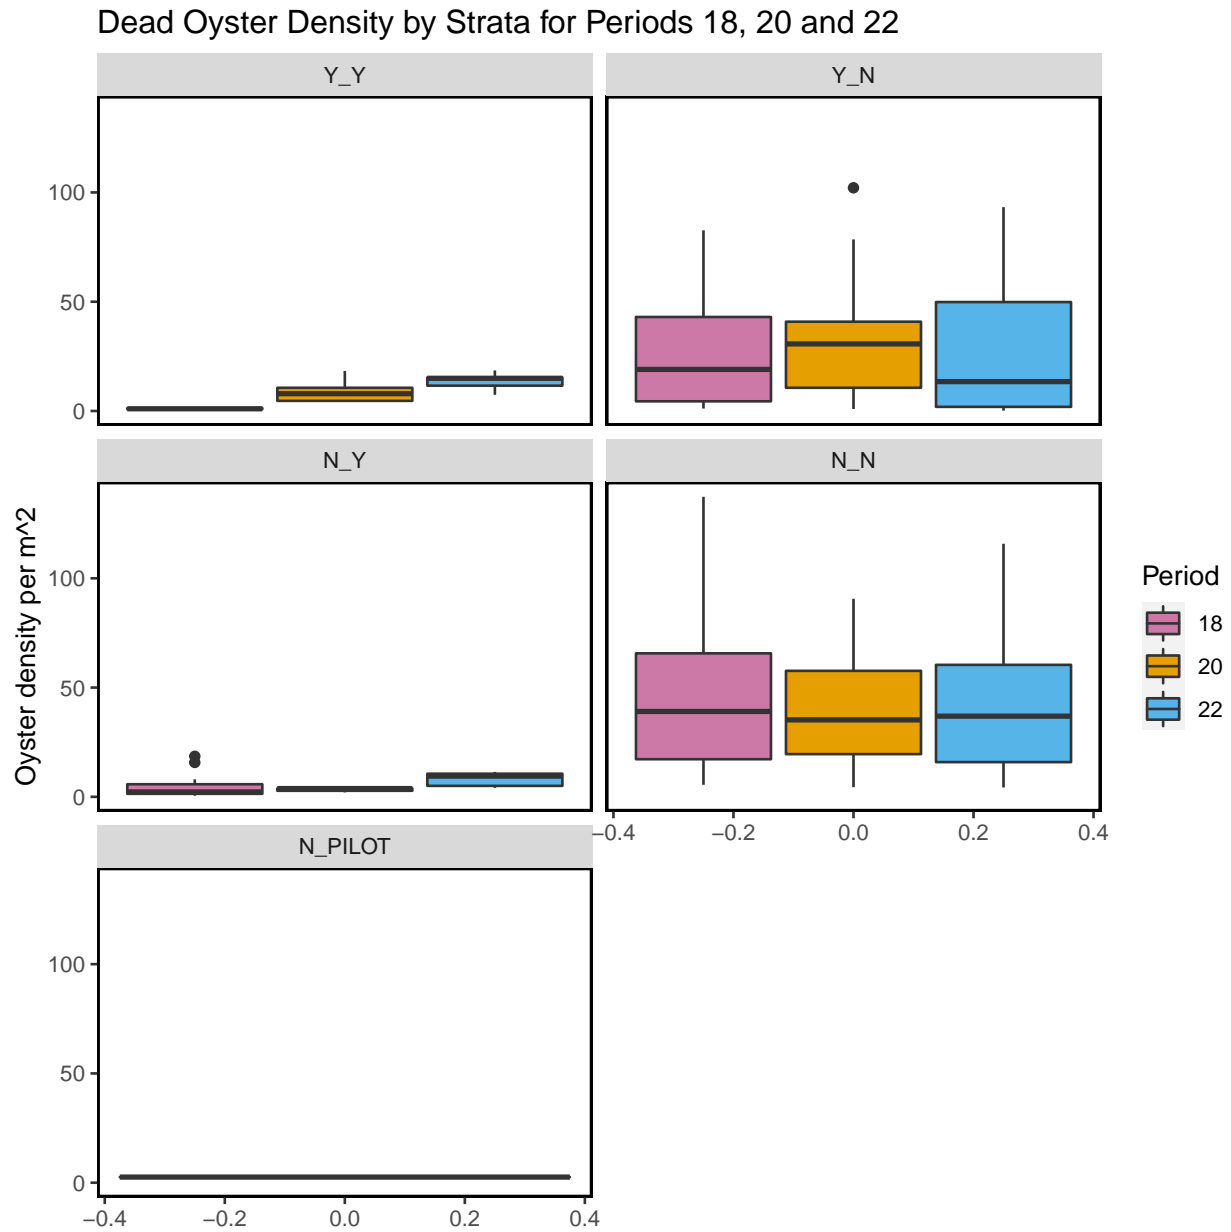 Dead Oyster Density by Strata for Periods 18, 20 and 22
Y_Y
Y_N
100
50
0
N_Y
N_N
100
50
0
−0.4 −0.2 0.0 0.2 0.4
N_PILOT
100
50
0
−0.4 −0.2 0.0 0.2 0.4
Oyster density per m^2
Period
18
20
22